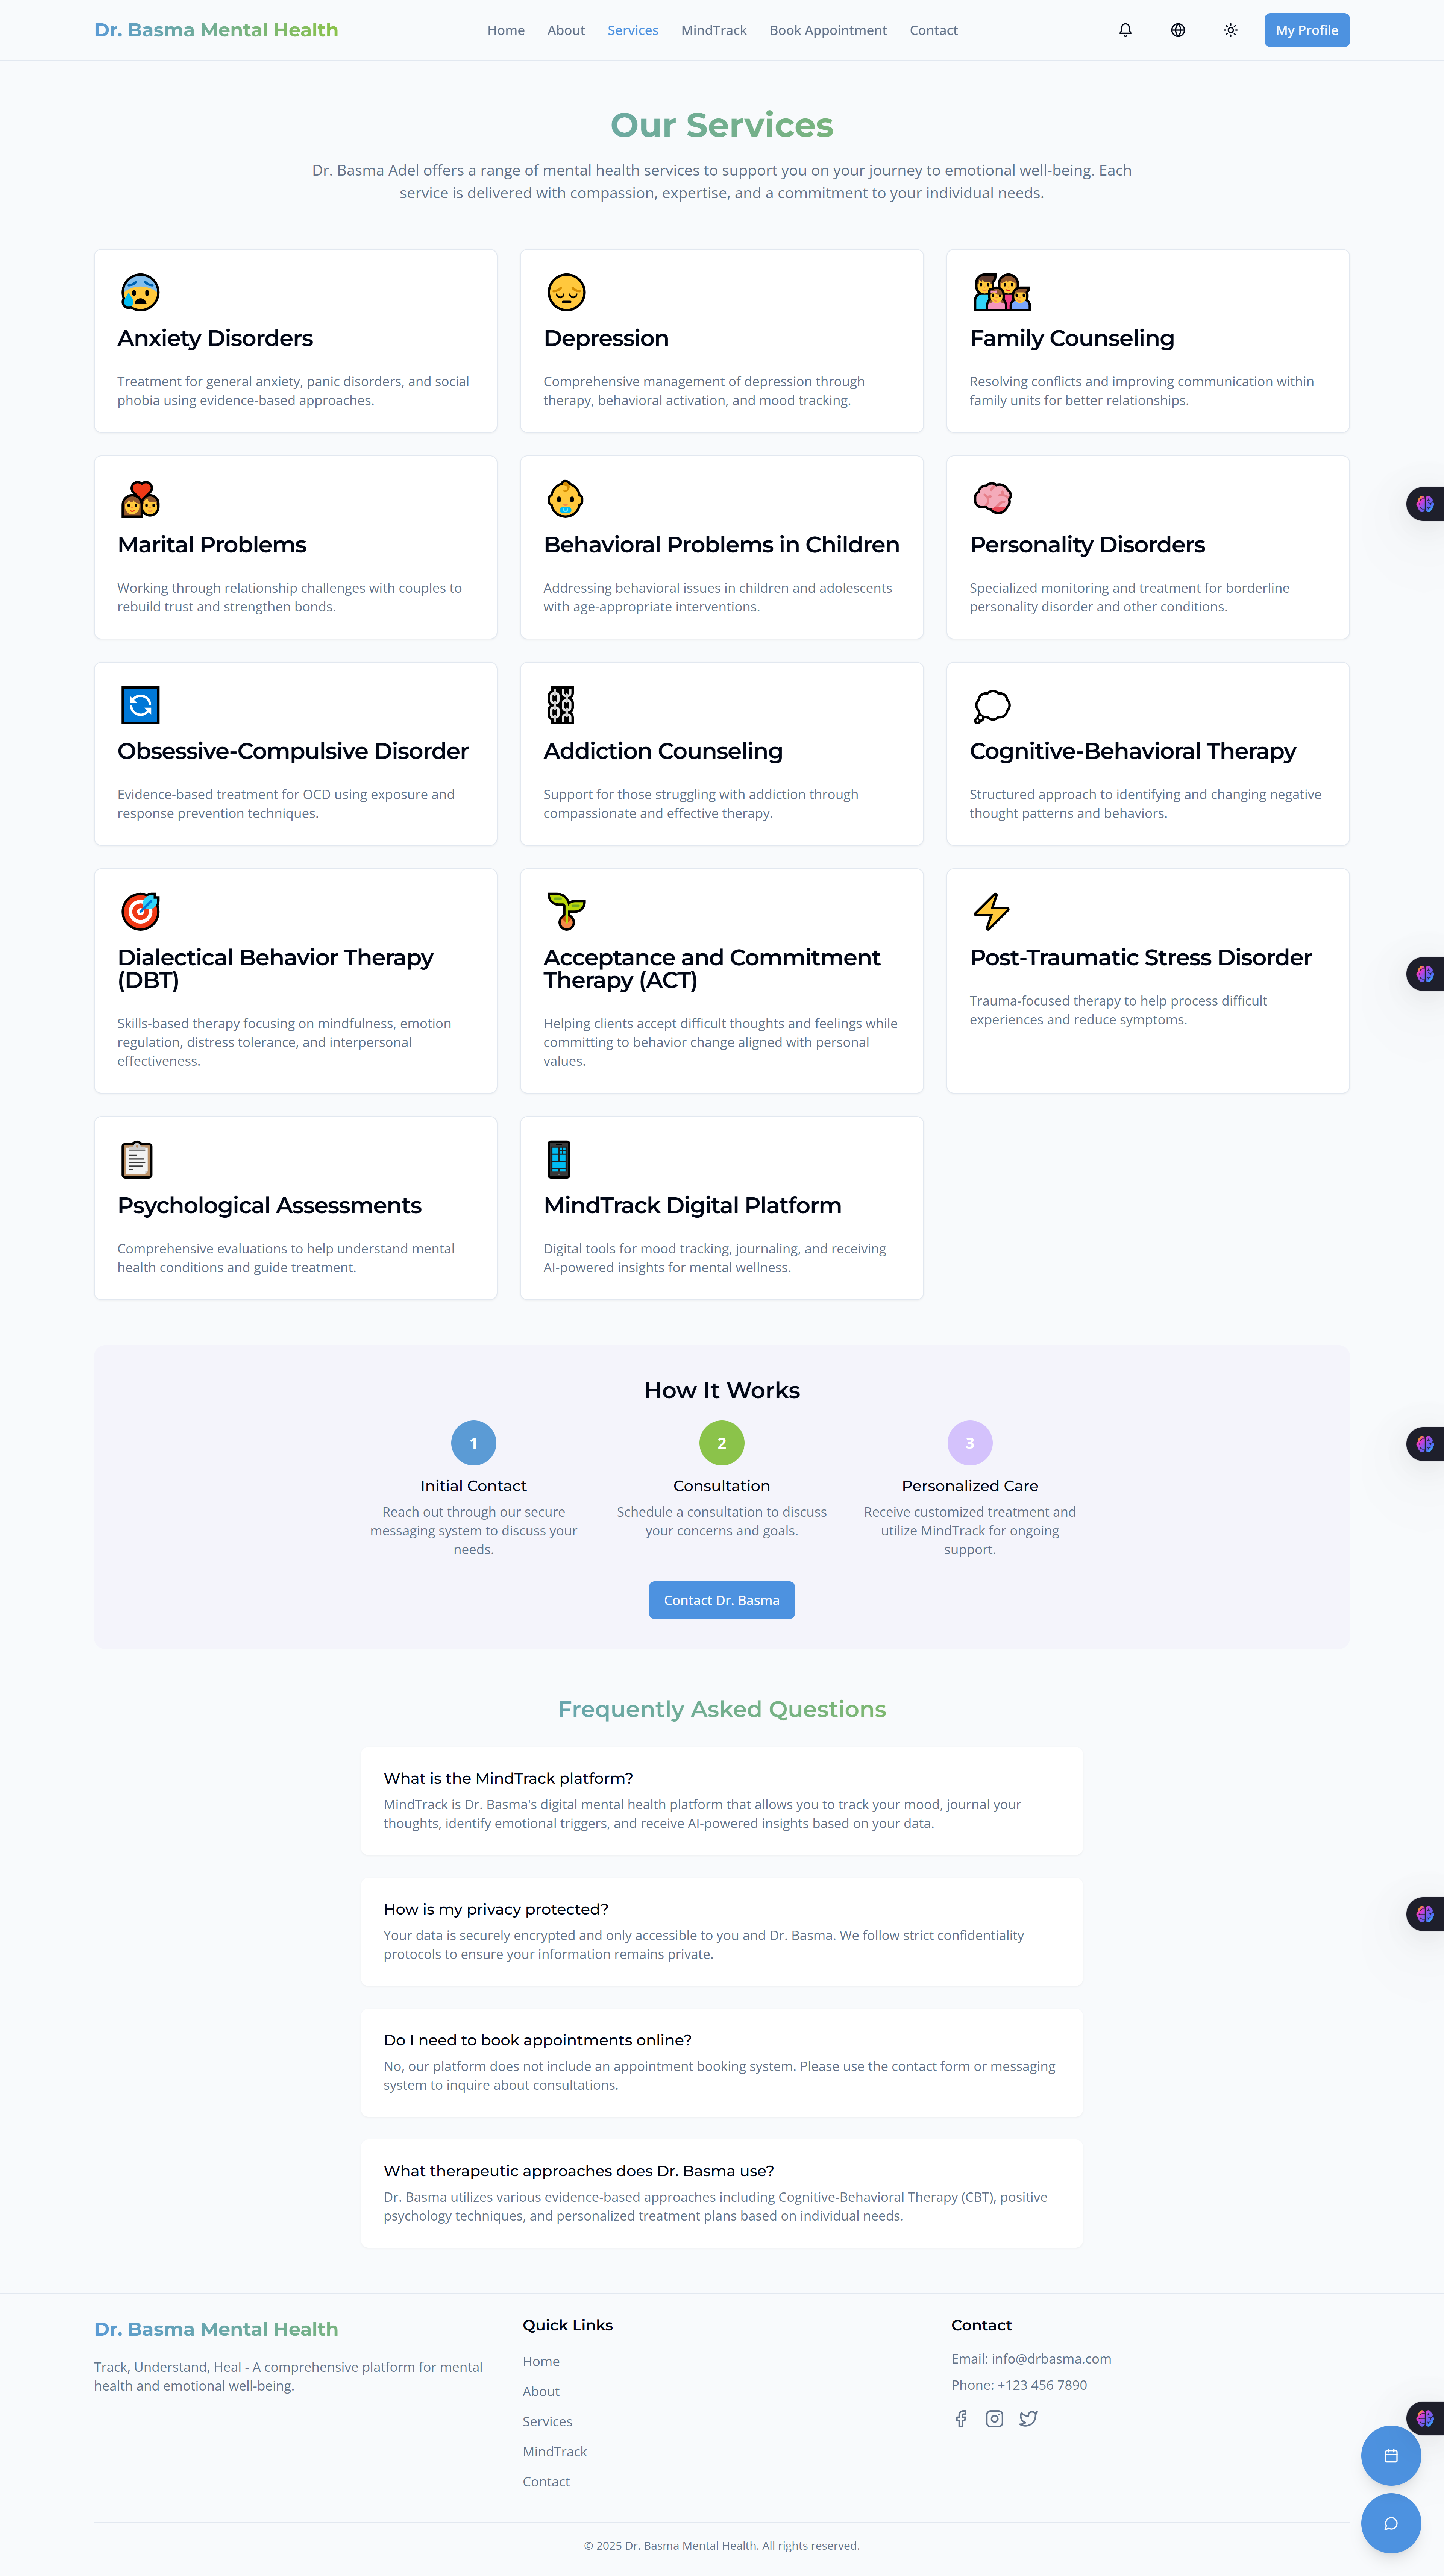 Dr. Basma Mental Health
Home
About
Services
MindTrack
Book Appointment
Contact
My Profile
Our Services
Dr. Basma Adel offers a range of mental health services to support you on your journey to emotional well-being. Each
service is delivered with compassion, expertise, and a commitment to your individual needs.
Anxiety Disorders
Treatment for general anxiety, panic disorders, and social
phobia using evidence-based approaches.
Depression
Comprehensive management of depression through
therapy, behavioral activation, and mood tracking.
Family Counseling
Resolving conflicts and improving communication within
family units for better relationships.
Marital Problems
Working through relationship challenges with couples to
rebuild trust and strengthen bonds.
Behavioral Problems in Children
Addressing behavioral issues in children and adolescents
with age-appropriate interventions.
Personality Disorders
Specialized monitoring and treatment for borderline
personality disorder and other conditions.
Obsessive-Compulsive Disorder
Evidence-based treatment for OCD using exposure and
response prevention techniques.
Addiction Counseling
Support for those struggling with addiction through
compassionate and effective therapy.
Cognitive-Behavioral Therapy
Structured approach to identifying and changing negative
thought patterns and behaviors.
Dialectical Behavior Therapy
(DBT)
Skills-based therapy focusing on mindfulness, emotion
regulation, distress tolerance, and interpersonal
effectiveness.
Acceptance and Commitment
Therapy (ACT)
Helping clients accept difficult thoughts and feelings while
committing to behavior change aligned with personal
values.
Post-Traumatic Stress Disorder
Trauma-focused therapy to help process difficult
experiences and reduce symptoms.
Psychological Assessments
Comprehensive evaluations to help understand mental
health conditions and guide treatment.
MindTrack Digital Platform
Digital tools for mood tracking, journaling, and receiving
AI-powered insights for mental wellness.
How It Works
1
Initial Contact
Reach out through our secure
messaging system to discuss your
needs.
2
Consultation
Schedule a consultation to discuss
your concerns and goals.
3
Personalized Care
Receive customized treatment and
utilize MindTrack for ongoing
support.
Contact Dr. Basma
Frequently Asked Questions
What is the MindTrack platform?
MindTrack is Dr. Basma's digital mental health platform that allows you to track your mood, journal your
thoughts, identify emotional triggers, and receive AI-powered insights based on your data.
How is my privacy protected?
Your data is securely encrypted and only accessible to you and Dr. Basma. We follow strict confidentiality
protocols to ensure your information remains private.
Do I need to book appointments online?
No, our platform does not include an appointment booking system. Please use the contact form or messaging
system to inquire about consultations.
What therapeutic approaches does Dr. Basma use?
Dr. Basma utilizes various evidence-based approaches including Cognitive-Behavioral Therapy (CBT), positive
psychology techniques, and personalized treatment plans based on individual needs.
Dr. Basma Mental Health
Track, Understand, Heal - A comprehensive platform for mental
health and emotional well-being.
Quick Links
Home
About
Services
MindTrack
Contact
Contact
Email: info@drbasma.com
Phone: +123 456 7890
© 2025 Dr. Basma Mental Health. All rights reserved.